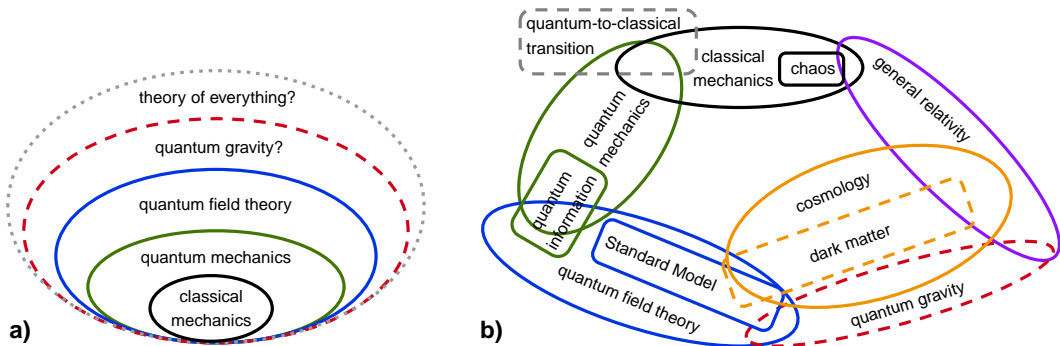 theory of everything?
quantum gravity?
quantum field theory
quantum mechanics
classical
mechanics
a)
quantum-to-classical
transition
classical
mechanics
chaos
general relativity
quantum
mechanics
quantum
information
cosmology
dark matter
Standard Model
quantum field theory
quantum gravity
b)